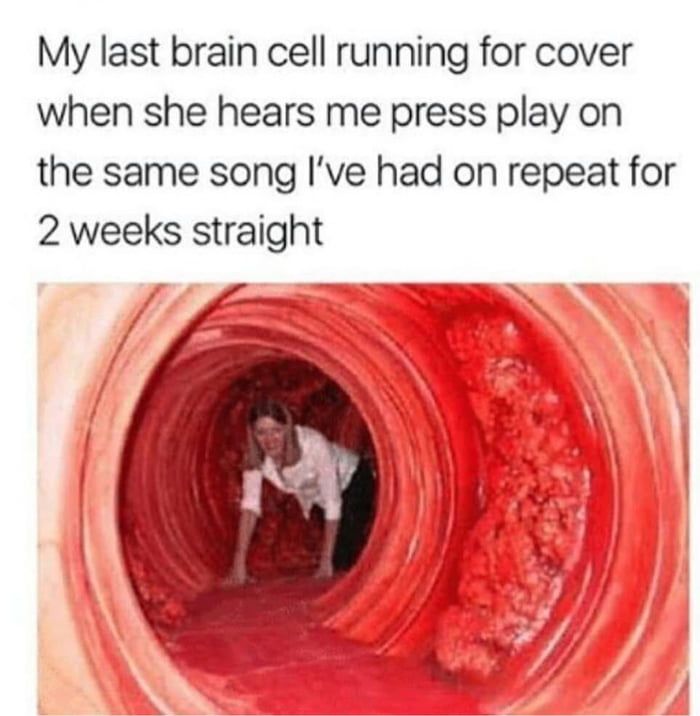 My last brain cell running for cover
when she hears me press play on
the same song I've had on repeat for
2 weeks straight